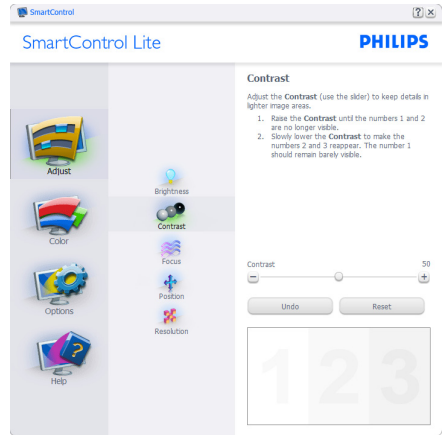 SmartControl
SmartControl Lite
PHILIPS
Adjust
Color
Options
Help
Brightness
Contrast
Focus
Position
Resolution
Contrast
Adjust the Contrast (use the slider) to keep details in
lighter image areas.
1. Raise the Contrast until the numbers 1 and 2
are no longer visible.
2. Slowly lower the Contrast to make the
numbers 2 and 3 reappear. The number 1
should remain barely visible.
Contrast 50
Undo Reset
1 2 3